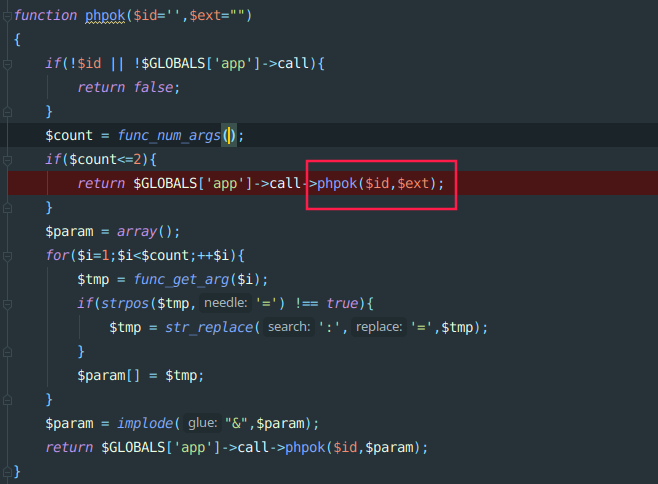 function phpok($id='',$ext="")
{
if(!$id || !$GLOBALS['app']->call){
return false;
}
$count = func_num_args();
if($count<=2){
return $GLOBALS['app']->call->phpok($id,$ext);
}
$param = array();
for($i=1;$i<$count;++$i){
$tmp = func_get_arg($i);
if(strpos($tmp, needle: '=') !== true){
$tmp = str_replace( search: ':', replace: '=',$tmp);
}
$param[] = $tmp;
}
$param = implode( glue: "&",$param);
return $GLOBALS['app']->call->phpok($id,$param);
}